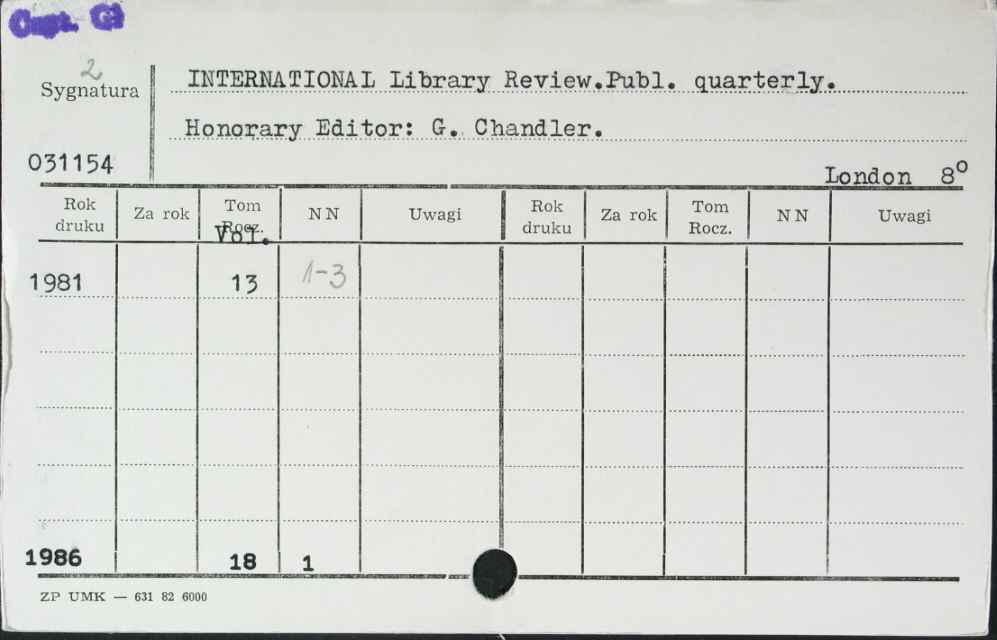 2
Sygnatura
INTERNATIONAL Library Review.Publ. quarterly.
Honorary Editor: G. Chandler.
031154
London 8º
Rok druku Za rok Tom Rocz. NN Uwagi Rok druku Za rok Tom Rocz. NN Uwagi
Vol.
1981 13 1-3
1986 18 1
ZP UMK — 631 82 6000